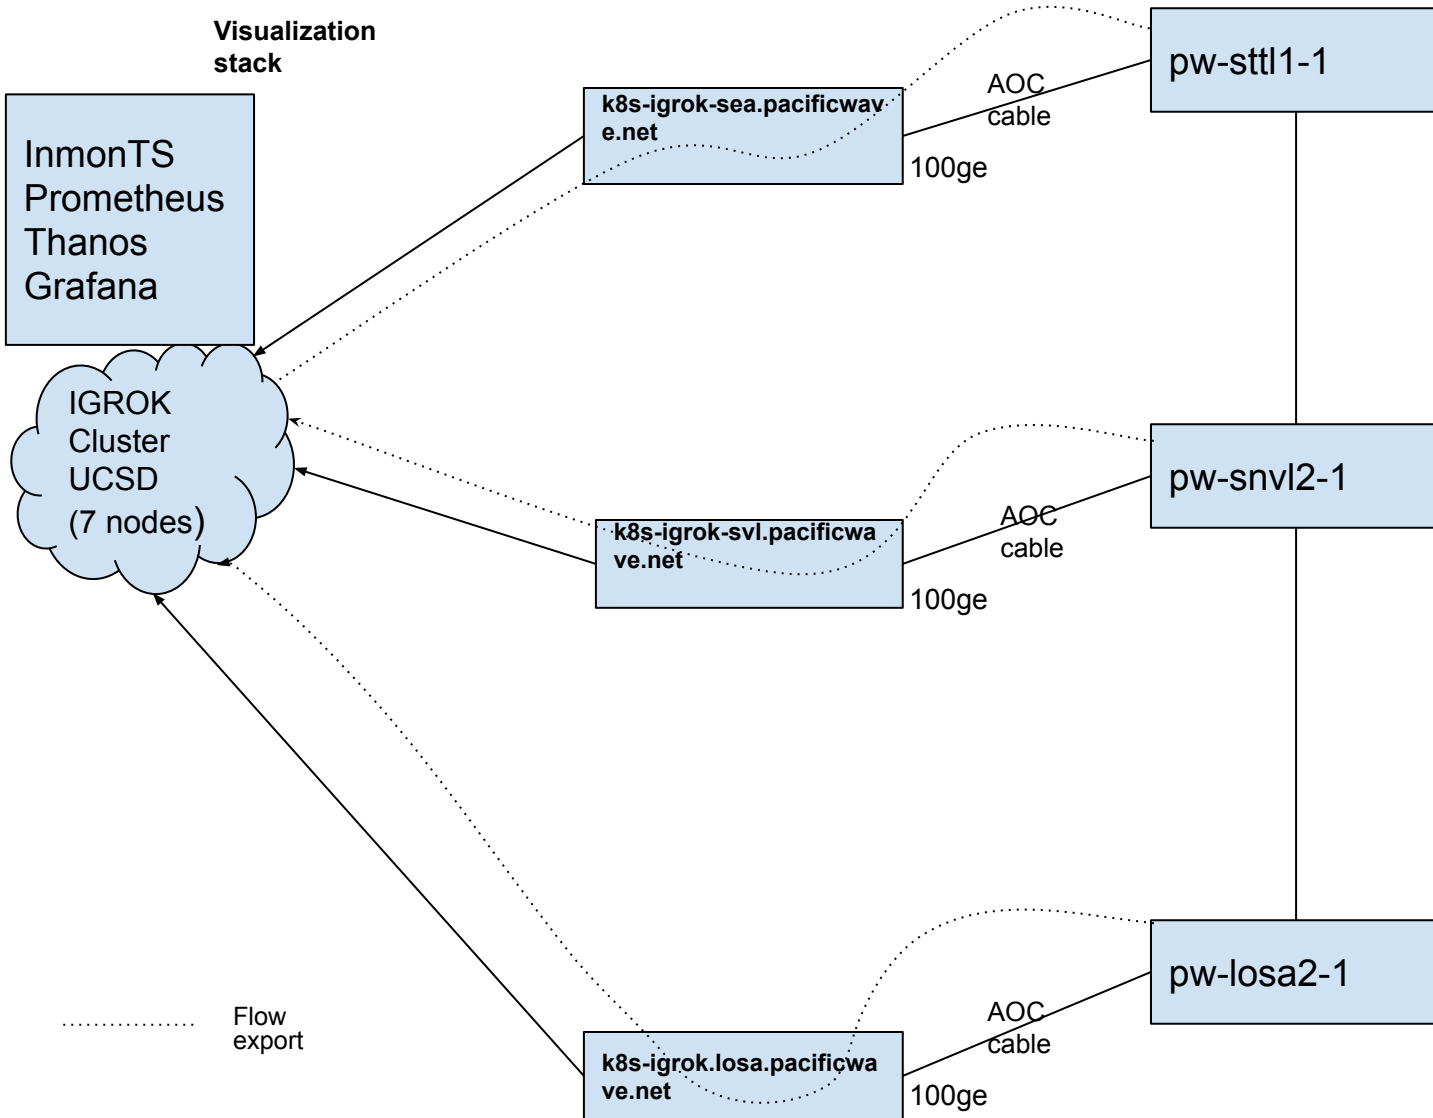 Visualization
stack
InmonTS
Prometheus
Thanos
Grafana
IGROK
Cluster
UCSD
(7 nodes)
k8s-igrok-sea.pacificwav
e.net
100ge
AOC
cable
pw-sttl1-1
k8s-igrok-svl.pacificwa
ve.net
100ge
AOC
cable
pw-snvl2-1
k8s-igrok.losa.pacificwa
ve.net
100ge
AOC
cable
pw-losa2-1
Flow
export